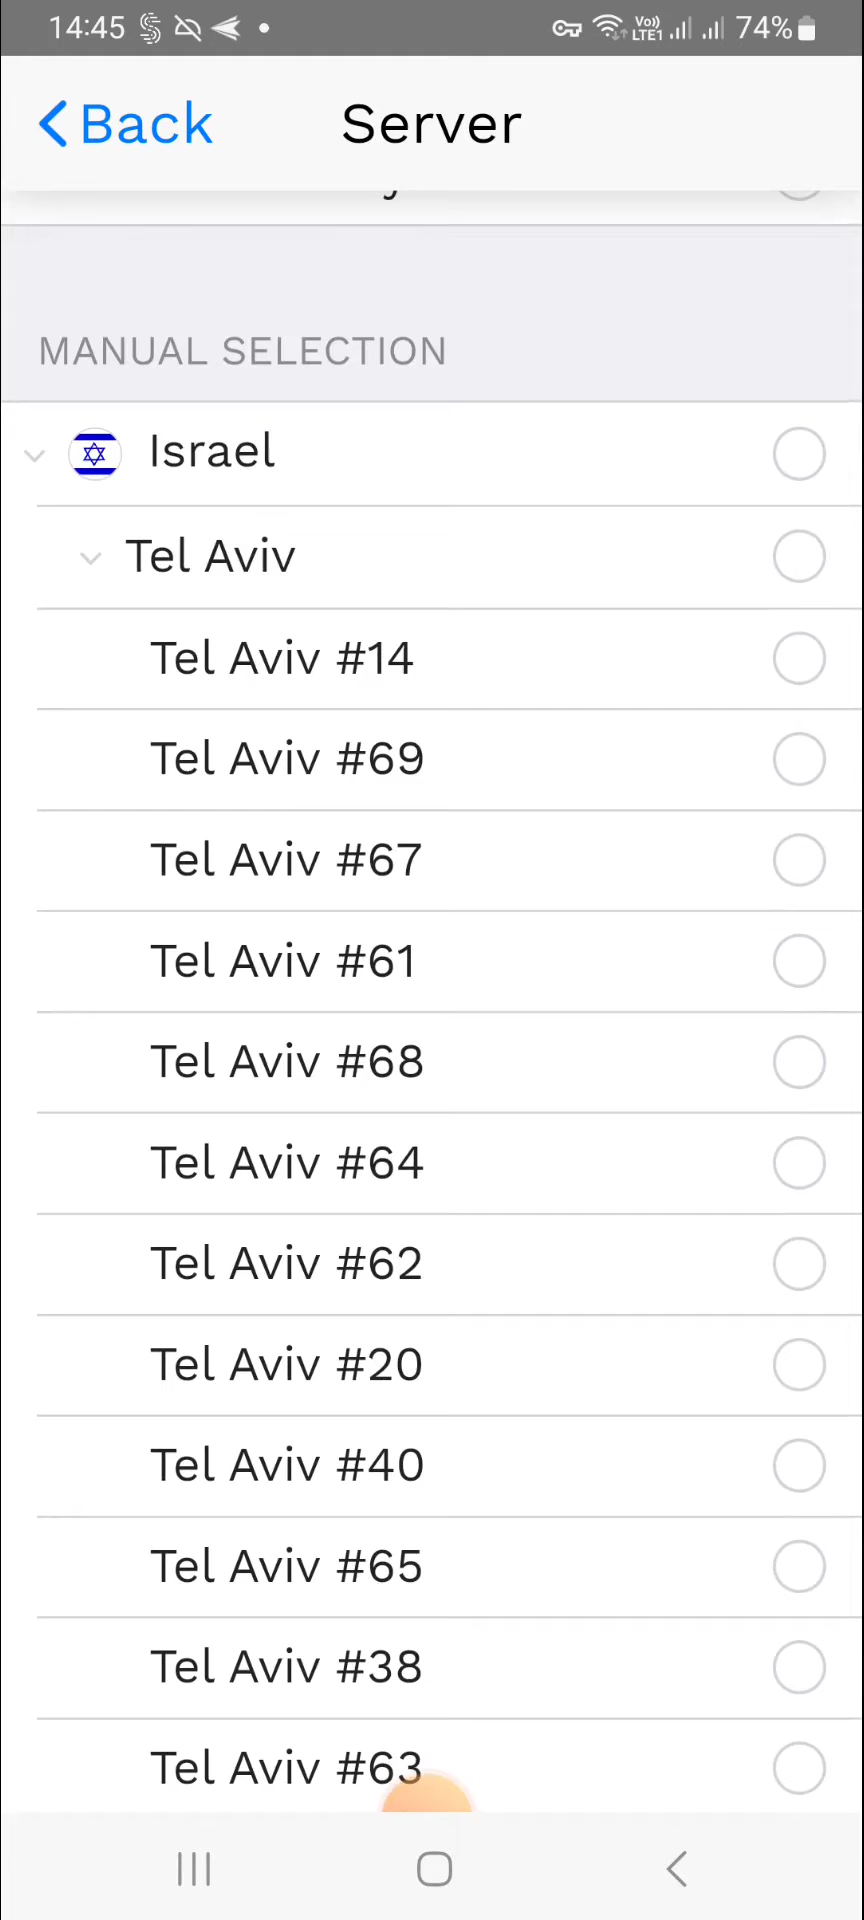 14:45 Vo)) LTE1 74%
Back Server
MANUAL SELECTION
Israel
Tel Aviv
Tel Aviv #14
Tel Aviv #69
Tel Aviv #67
Tel Aviv #61
Tel Aviv #68
Tel Aviv #64
Tel Aviv #62
Tel Aviv #20
Tel Aviv #40
Tel Aviv #65
Tel Aviv #38
Tel Aviv #63